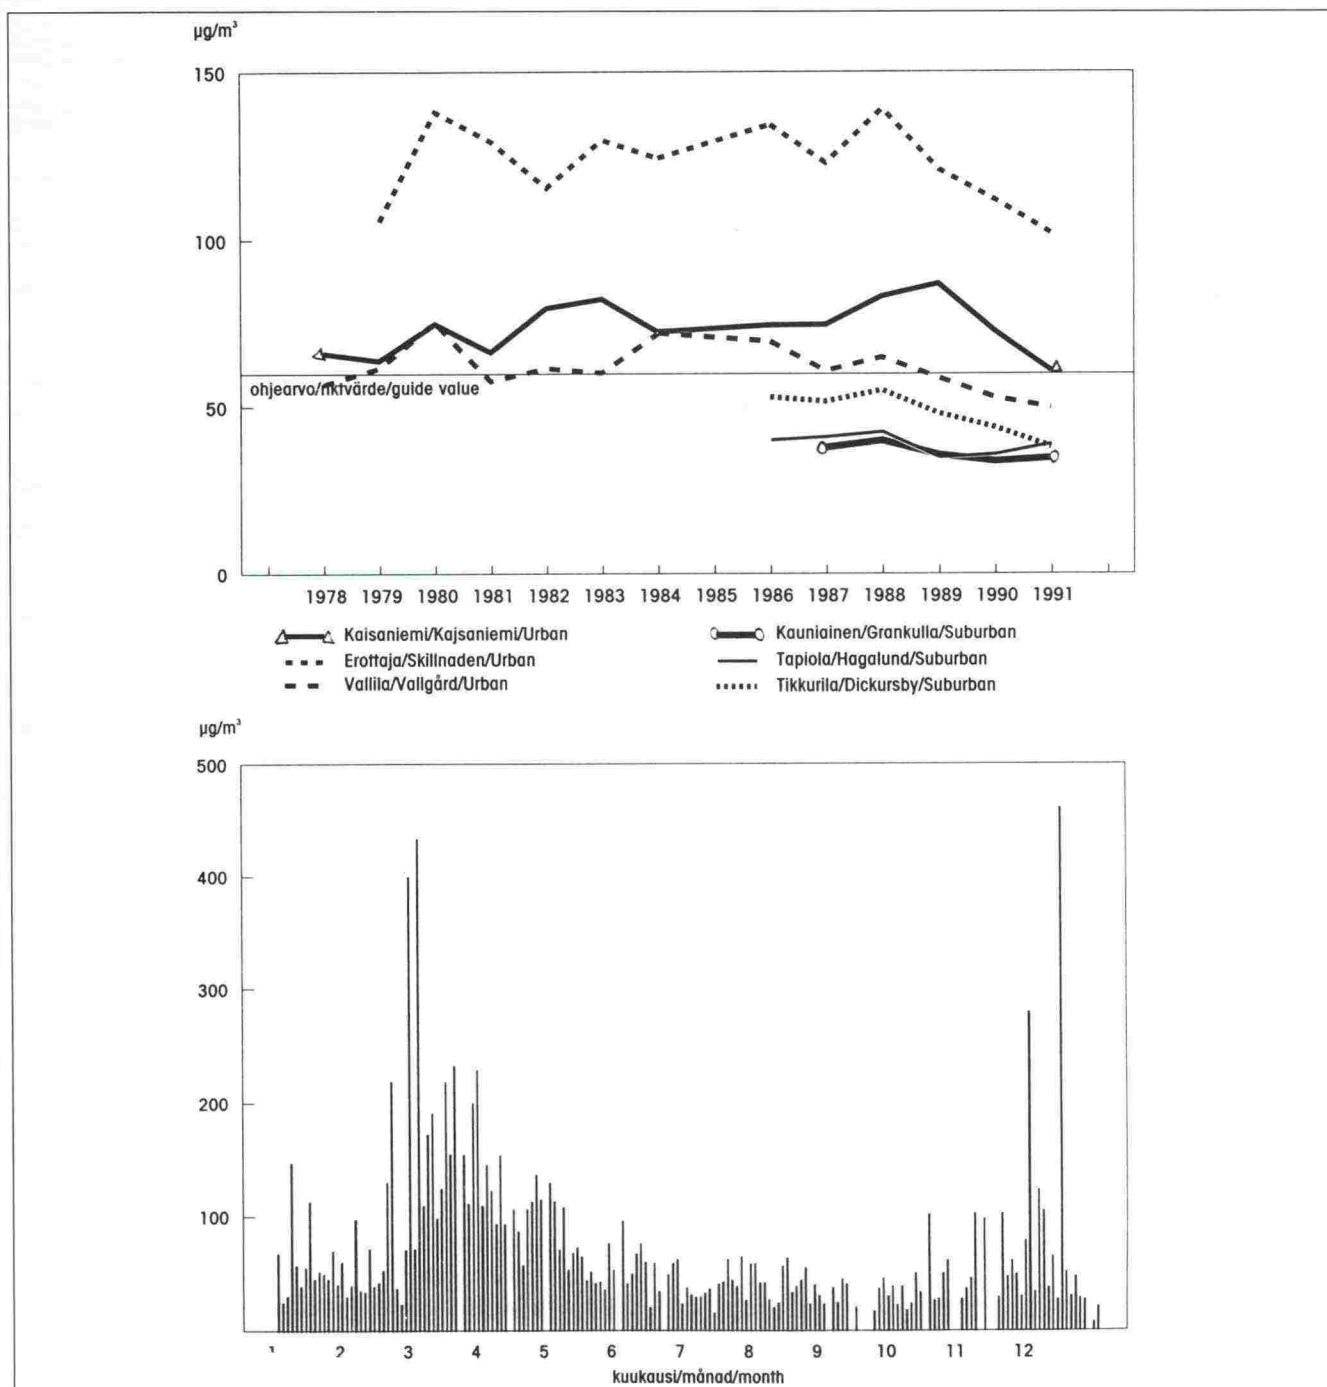 µg/m³
150
100
ohjearvo/riktvärde/guide value
50
0
1978 1979 1980 1981 1982 1983 1984 1985 1986 1987 1988 1989 1990 1991
Kaisaniemi/Kajsaniemi/Urban
Erottaja/Skillnaden/Urban
Vallila/Vallgård/Urban
Kauniainen/Grankulla/Suburban
Tapiola/Hagalund/Suburban
Tikkurila/Dickursby/Suburban
µg/m³
500
400
300
200
100
1 2 3 4 5 6 7 8 9 10 11 12
kuukausi/månad/month